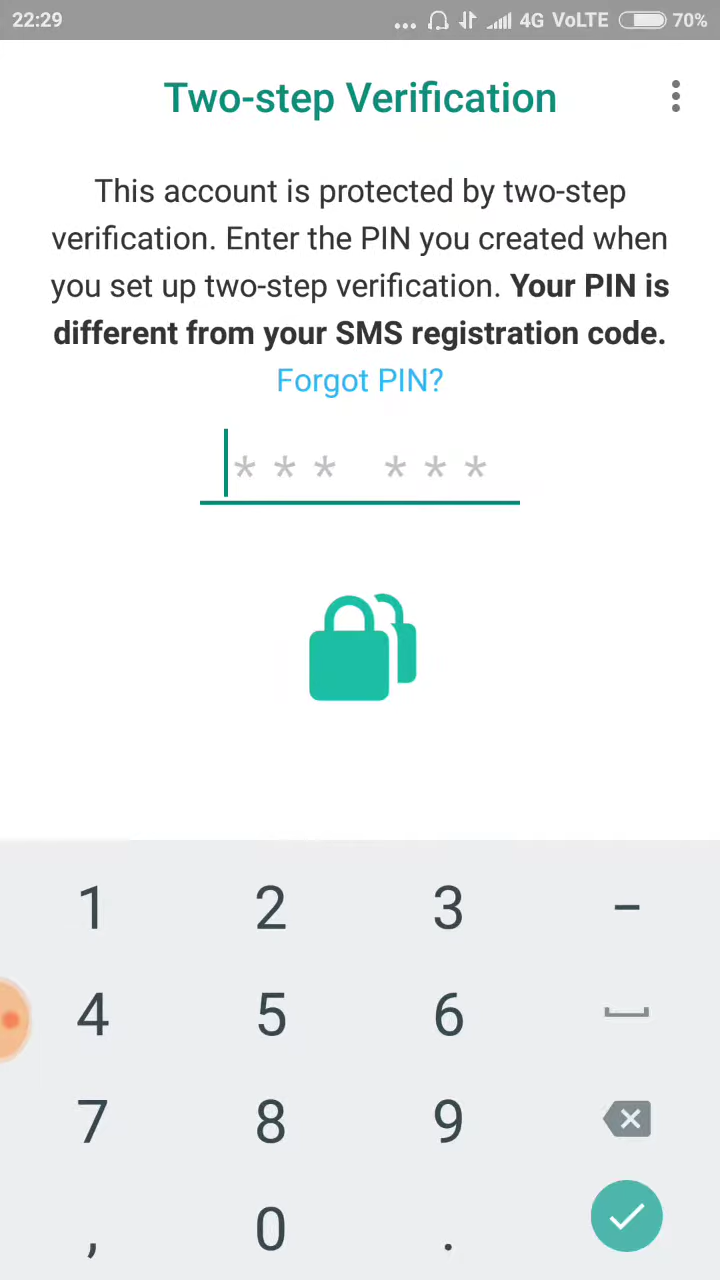 22:29 ... 4G VoLTE 70%
Two-step Verification
This account is protected by two-step
verification. Enter the PIN you created when
you set up two-step verification. Your PIN is
different from your SMS registration code.
Forgot PIN?
*** ***
1 2 3 –
4 5 6
7 8 9
, 0 .